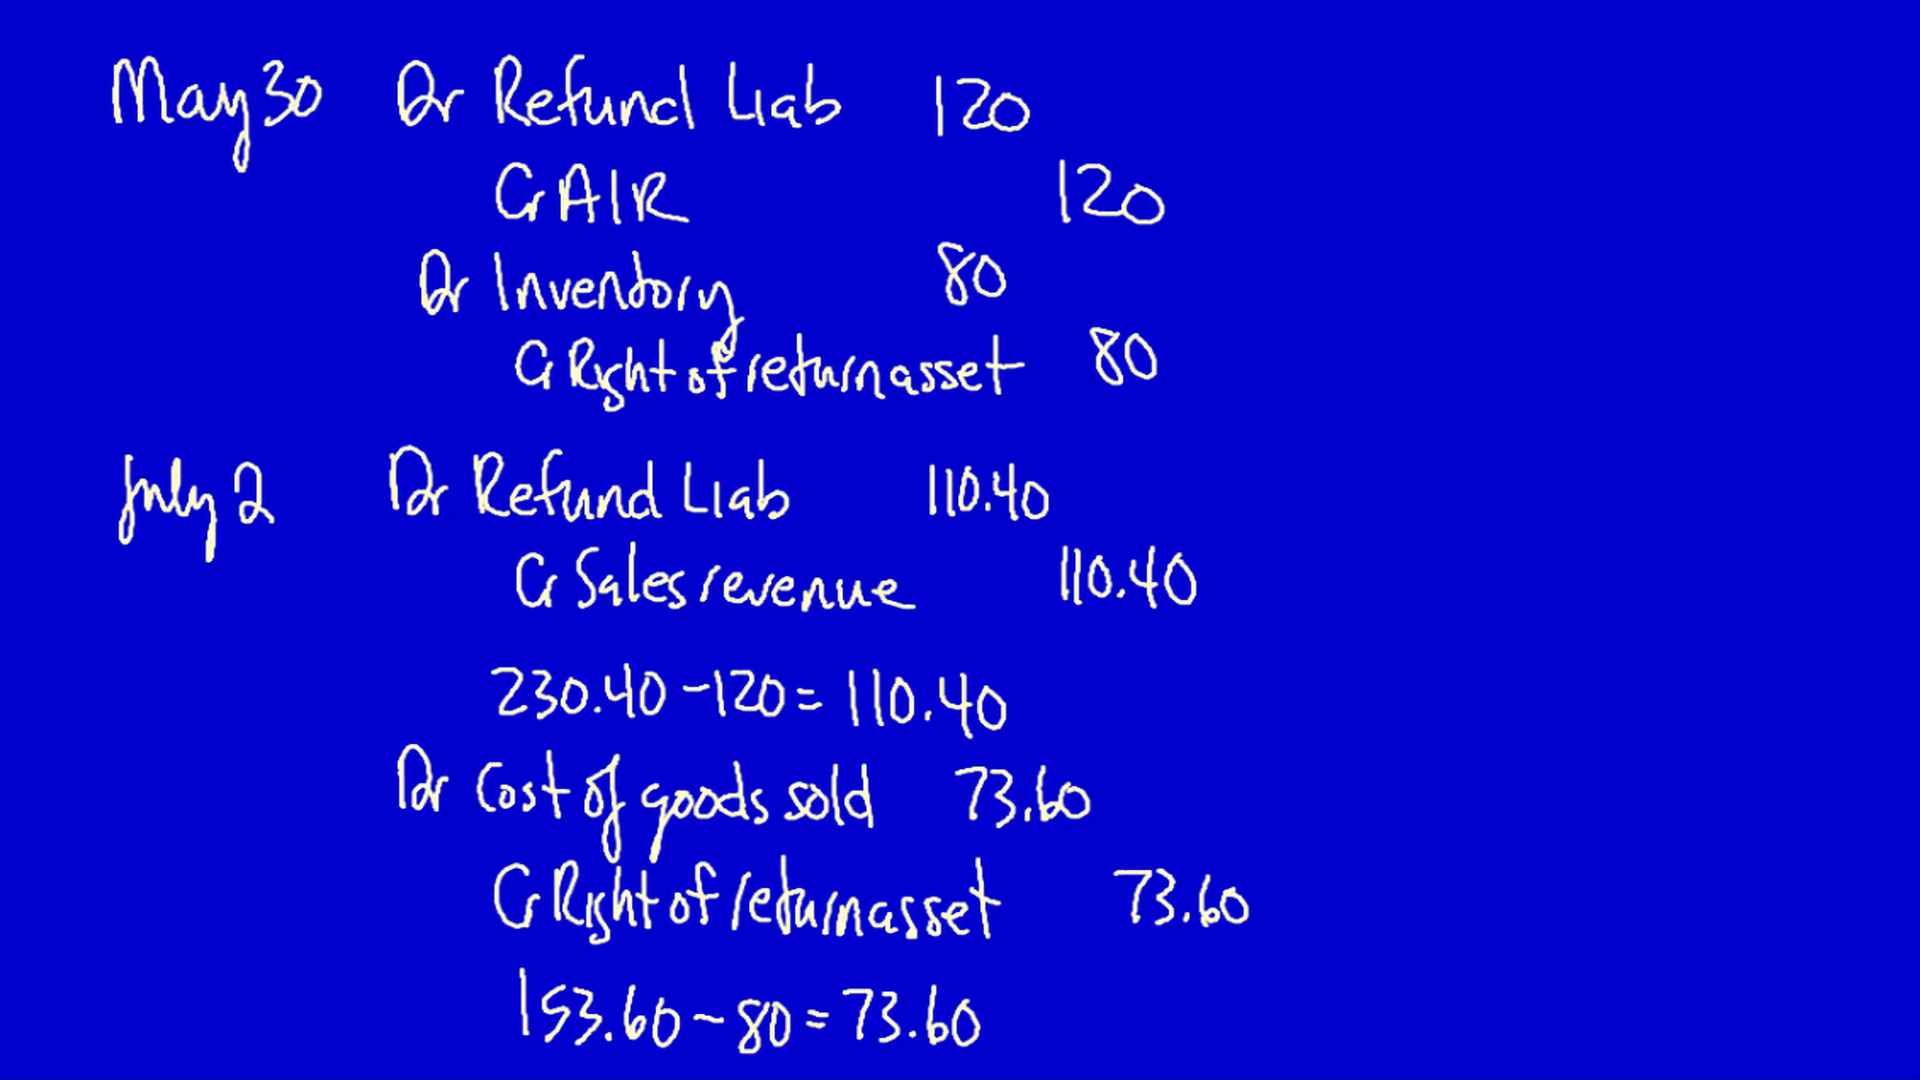 May 30 Dr Refund Liab 120
Cr A/R 120
Dr Inventory 80
Cr Right of return asset 80
July 2 Dr Refund Liab 110.40
Cr Sales revenue 110.40
230.40 - 120 = 110.40
Dr Cost of goods sold 73.60
Cr Right of return asset 73.60
153.60 - 80 = 73.60